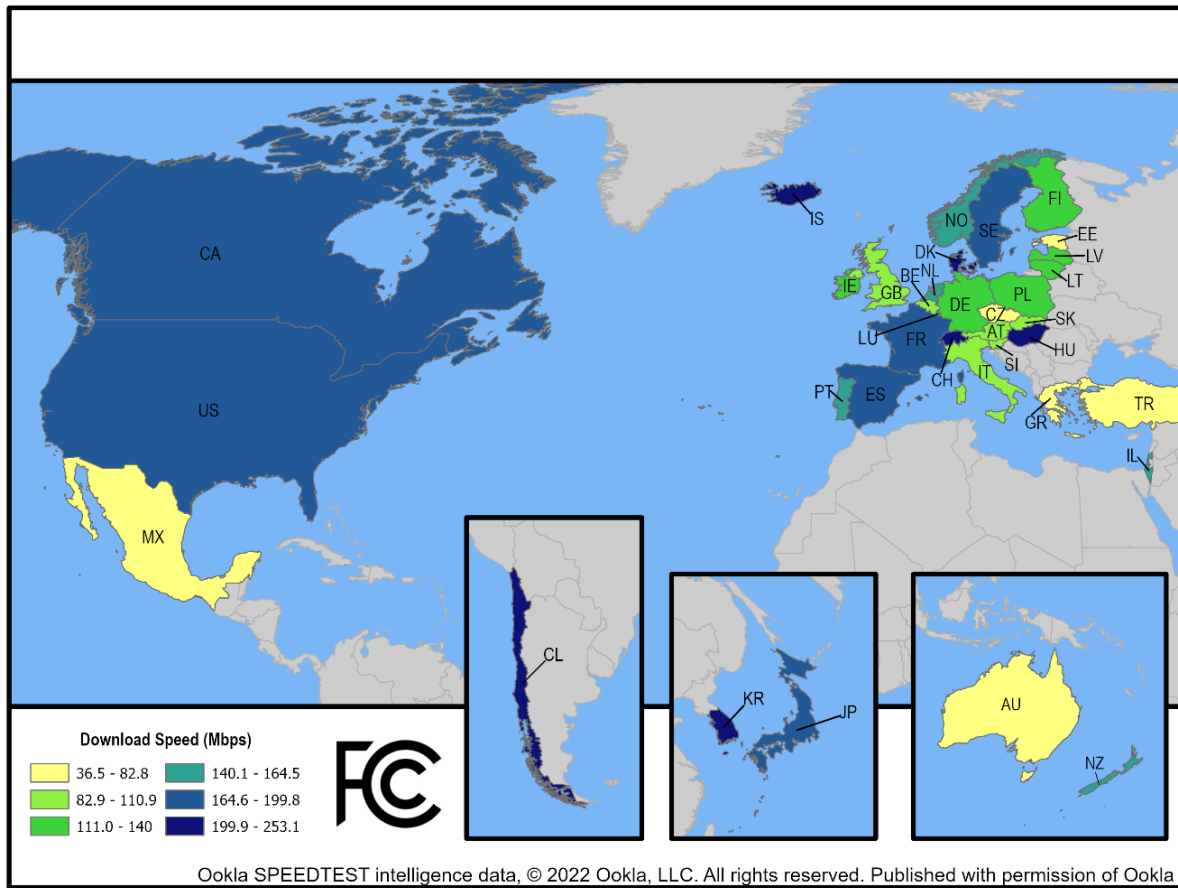 CA
US
MX
IS
NO
SE
FI
EE
LV
LT
DK
NL
BE
IE
GB
DE
PL
CZ
SK
LU
FR
AT
HU
CH
SI
IT
PT
ES
GR
TR
IL
CL
KR
JP
AU
NZ
Download Speed (Mbps)
36.5 - 82.8
140.1 - 164.5
82.9 - 110.9
164.6 - 199.8
111.0 - 140
199.9 - 253.1
FCC
Ookla SPEEDTEST intelligence data, © 2022 Ookla, LLC. All rights reserved. Published with permission of Ookla